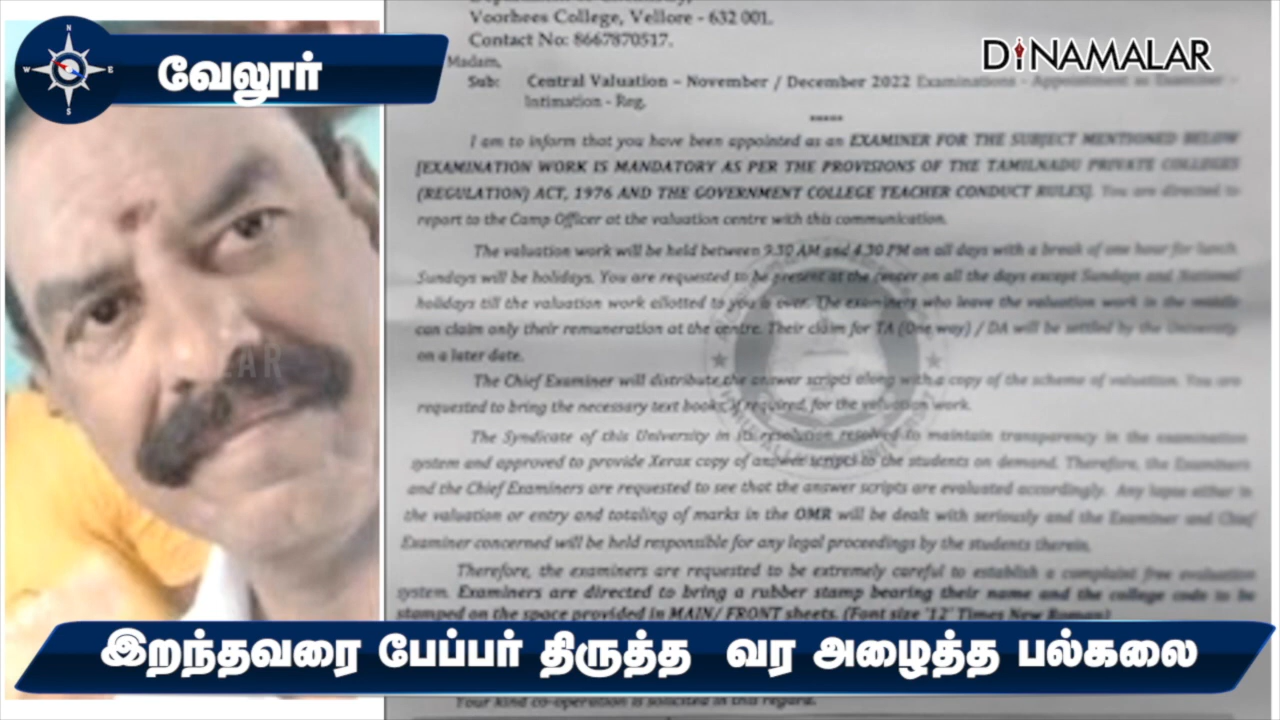 வேலூர்
DINAMALAR
Voorhees College, Vellore - 632 001.
Contact No: 8667870517.
Madam,
Sub: Central Valuation – November / December 2022 Examinations - Appointment as Examiner –
Intimation - Reg.
*****
I am to inform that you have been appointed as an EXAMINER FOR THE SUBJECT MENTIONED BELOW
[EXAMINATION WORK IS MANDATORY AS PER THE PROVISIONS OF THE TAMILNADU PRIVATE COLLEGES
(REGULATION) ACT, 1976 AND THE GOVERNMENT COLLEGE TEACHER CONDUCT RULES]. You are directed to
report to the Camp Officer at the valuation centre with this communication.
The valuation work will be held between 9.30 AM and 4.30 PM on all days with a break of one hour for lunch.
Sundays will be holidays. You are requested to be present at the center on all the days except Sundays and National
holidays till the valuation work allotted to you is over. The examiners who leave the valuation work in the middle
can claim only their remuneration at the centre. Their claim for TA (One way) / DA will be settled by the University
on a later date.
The Chief Examiner will distribute the answer scripts along with a copy of the scheme of valuation. You are
requested to bring the necessary text books, if required, for the valuation work.
The Syndicate of this University in its resolution resolved to maintain transparency in the examination
system and approved to provide Xerox copy of answer scripts to the students on demand. Therefore, the Examiners
and the Chief Examiners are requested to see that the answer scripts are evaluated accordingly. Any lapse either in
the valuation or entry and totaling of marks in the OMR will be dealt with seriously and the Examiner and Chief
Examiner concerned will be held responsible for any legal proceedings by the students therein.
Therefore, the examiners are requested to be extremely careful to establish a complaint free evaluation
system. Examiners are directed to bring a rubber stamp bearing their name and the college code to be
stamped on the space provided in MAIN/ FRONT sheets. (Font size '12' Times New Roman)
இறந்தவரை பேப்பர் திருத்த வர அழைத்த பல்கலை
Your kind co-operation is solicited in this regard.